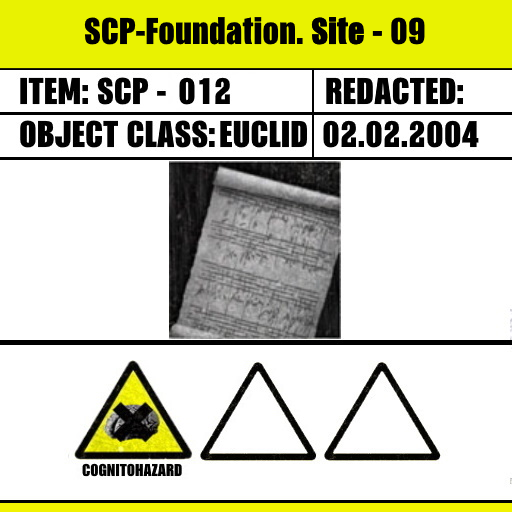 SCP-Foundation. Site - 09
ITEM: SCP - 012
REDACTED:
OBJECT CLASS: EUCLID
02.02.2004
COGNITOHAZARD